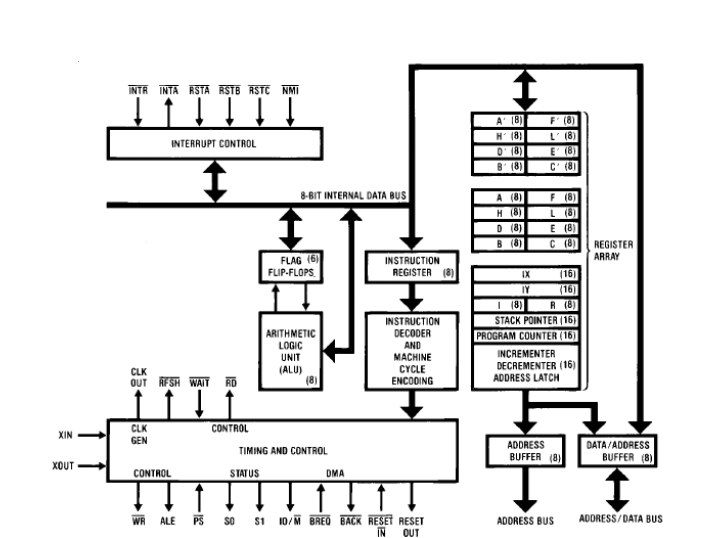 INTR INTA RSTA RSTB RSTC NMI
INTERRUPT CONTROL
8-BIT INTERNAL DATA BUS
A' (8) F' (8)
H' (8) L' (8)
D' (8) E' (8)
B' (8) C' (8)
A (8) F (8)
H (8) L (8)
D (8) E (8)
B (8) C (8)
IX (16)
IY (16)
I (8) R (8)
STACK POINTER (16)
PROGRAM COUNTER (16)
INCREMENTER
DECREMENTER (16)
ADDRESS LATCH
REGISTER
ARRAY
FLAG (6)
FLIP-FLOPS
INSTRUCTION
REGISTER (8)
ARITHMETIC
LOGIC
UNIT
(ALU)
(8)
INSTRUCTION
DECODER
AND
MACHINE
CYCLE
ENCODING
CLK
OUT RFSH WAIT RD
CLK
GEN
CONTROL
XIN
XOUT
TIMING AND CONTROL
CONTROL STATUS DMA
WR ALE PS S0 S1 IO/M BREQ BACK RESET
IN
RESET
OUT
ADDRESS
BUFFER (8)
DATA/ADDRESS
BUFFER (8)
ADDRESS BUS
ADDRESS/DATA BUS